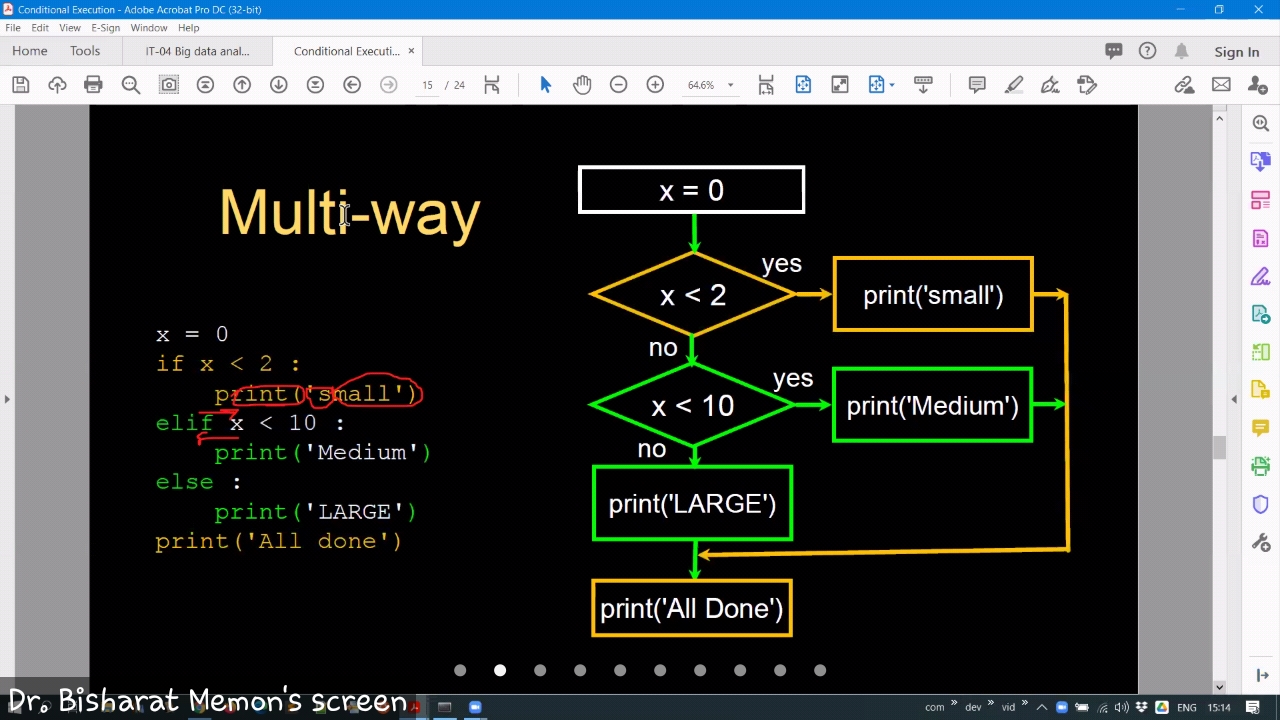 Conditional Execution - Adobe Acrobat Pro DC (32-bit)
File Edit View E-Sign Window Help
Home Tools IT-04 Big data anal... Conditional Executi... × Sign In
15 / 24 64.6%
Multi-way
x = 0
if x < 2 :
print('small')
elif x < 10 :
print('Medium')
else :
print('LARGE')
print('All done')
x = 0
x < 2
yes
print('small')
no
x < 10
yes
print('Medium')
no
print('LARGE')
print('All Done')
Dr. Bisharat Memon's screen
com » dev » vid » ENG 15:14